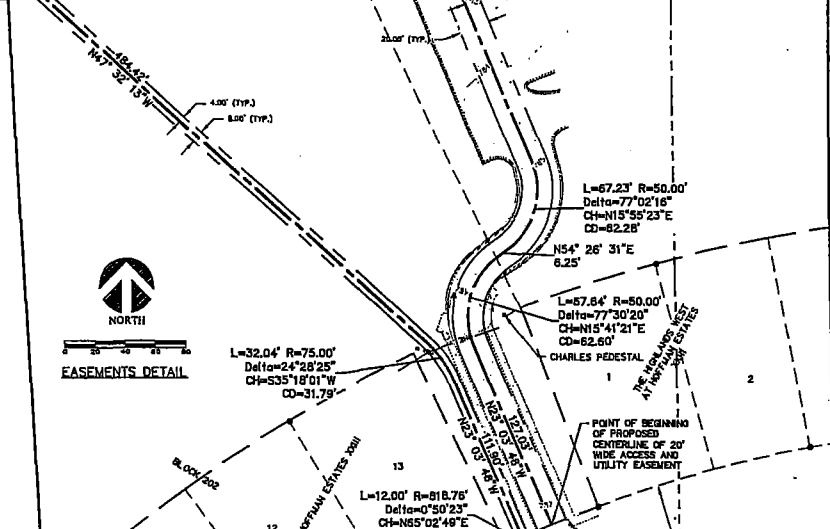 20.00' (TYP.)
484.42'
N47° 32' 13"W
4.00' (TYP.)
8.00' (TYP.)
L=67.23' R=50.00'
Delta=77°02'16"
CH=N15°55'23"E
CD=62.28'
N54° 26' 31"E
6.25'
NORTH
EASEMENTS DETAIL
L=32.04' R=75.00'
Delta=24°28'25"
CH=S35°18'01"W
CD=31.79'
L=67.64' R=50.00'
Delta=77°30'20"
CH=N15°41'21"E
CD=62.60'
CHARLES PEDESTAL
THE HIGHLANDS WEST
AT HOFFMAN ESTATES
1
2
127.03'
N23° 03' 48"W
111.90'
N23° 03' 48"W
POINT OF BEGINNING
OF PROPOSED
CENTERLINE OF 20'
WIDE ACCESS AND
UTILITY EASEMENT
BLOCK 202
HOFFMAN ESTATES XXIII
13
12
L=12.00' R=818.76'
Delta=0°50'23"
CH=N65°02'49"E